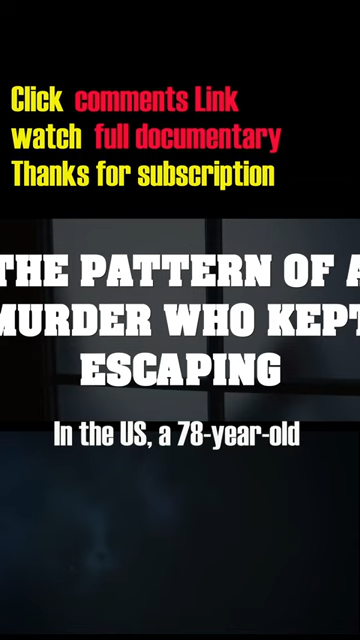 Click comments Link
watch full documentary
Thanks for subscription
THE PATTERN OF A
MURDER WHO KEPT
ESCAPING
In the US, a 78-year-old